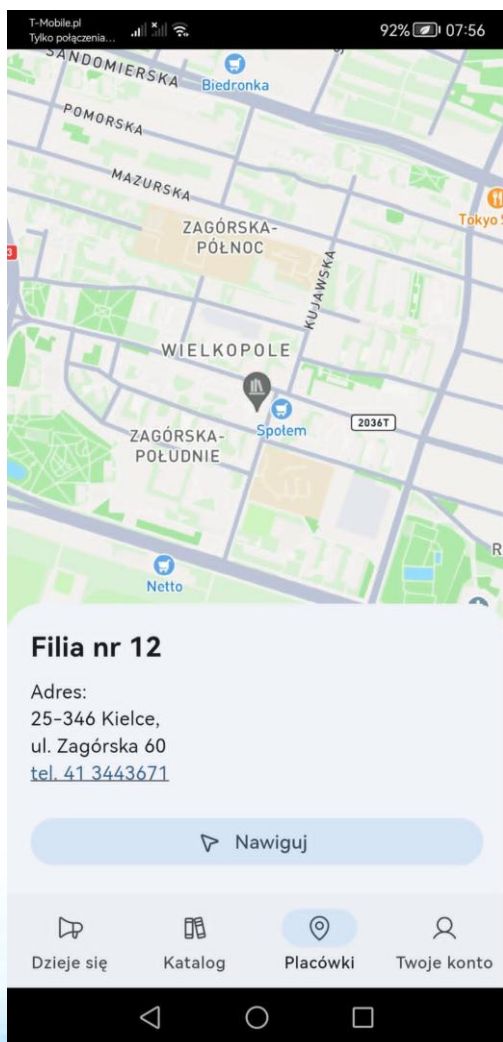 T-Mobile.pl
Tylko połączenia...
92% 07:56
SANDOMIERSKA
Biedronka
POMORSKA
MAZURSKA
Tokyo
ZAGÓRSKA-
PÓŁNOC
3
KUJAWSKA
WIELKOPOLE
Społem
2036T
ZAGÓRSKA-
POŁUDNIE
R
Netto
Filia nr 12
Adres:
25-346 Kielce,
ul. Zagórska 60
tel. 41 3443671
Nawiguj
Dzieje się
Katalog
Placówki
Twoje konto